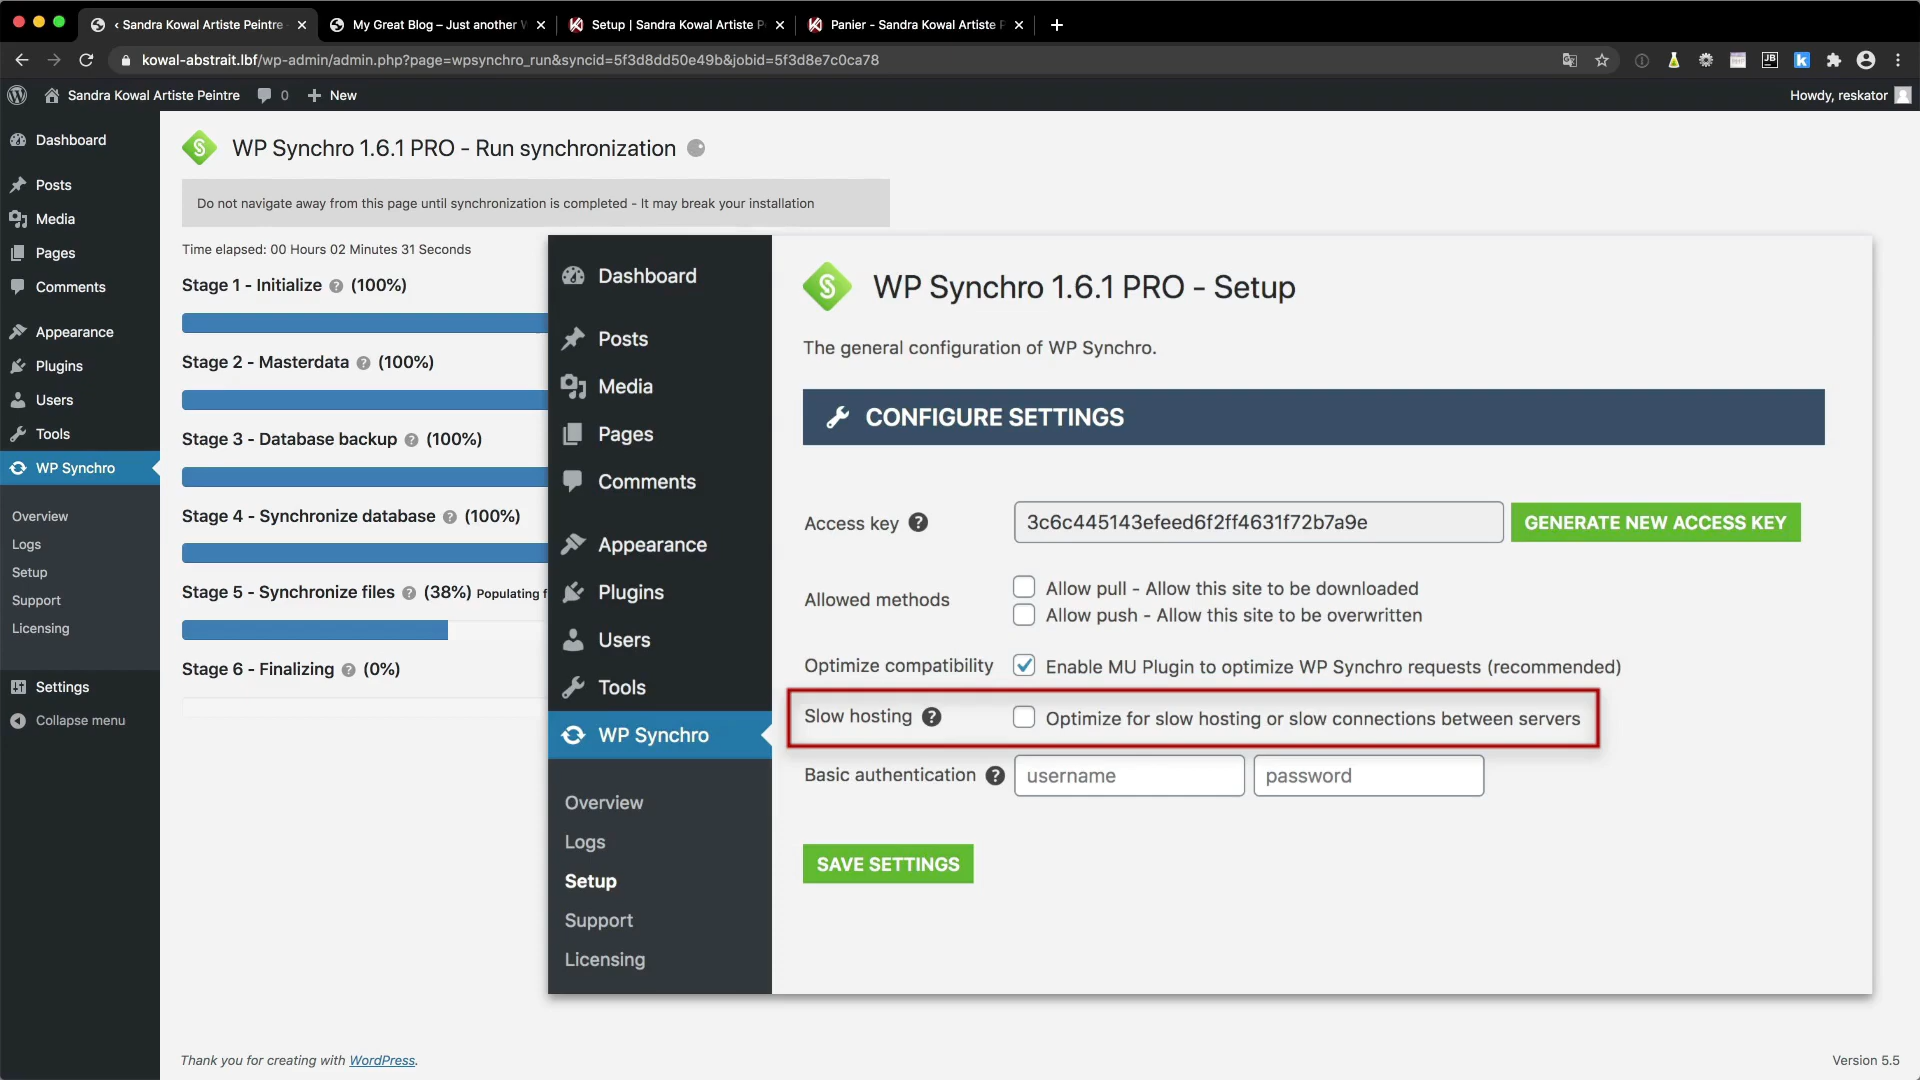 ‹ Sandra Kowal Artiste Peintre
My Great Blog – Just another
Setup | Sandra Kowal Artiste
Panier - Sandra Kowal Artiste
kowal-abstrait.lbf/wp-admin/admin.php?page=wpsynchro_run&syncid=5f3d8dd50e49b&jobid=5f3d8e7c0ca78
Sandra Kowal Artiste Peintre 0 New
Howdy, reskator
Dashboard
Posts
Media
Pages
Comments
Appearance
Plugins
Users
Tools
WP Synchro
Overview
Logs
Setup
Support
Licensing
Settings
Collapse menu
WP Synchro 1.6.1 PRO - Run synchronization
Do not navigate away from this page until synchronization is completed - It may break your installation
Time elapsed: 00 Hours 02 Minutes 31 Seconds
Stage 1 - Initialize ? (100%)
Stage 2 - Masterdata ? (100%)
Stage 3 - Database backup ? (100%)
Stage 4 - Synchronize database ? (100%)
Stage 5 - Synchronize files ? (38%) Populating
Stage 6 - Finalizing ? (0%)
Dashboard
Posts
Media
Pages
Comments
Appearance
Plugins
Users
Tools
WP Synchro
Overview
Logs
Setup
Support
Licensing
WP Synchro 1.6.1 PRO - Setup
The general configuration of WP Synchro.
CONFIGURE SETTINGS
Access key ? 3c6c445143efeed6f2ff4631f72b7a9e GENERATE NEW ACCESS KEY
Allowed methods
Allow pull - Allow this site to be downloaded
Allow push - Allow this site to be overwritten
Optimize compatibility Enable MU Plugin to optimize WP Synchro requests (recommended)
Slow hosting ? Optimize for slow hosting or slow connections between servers
Basic authentication ? username password
SAVE SETTINGS
Thank you for creating with WordPress.
Version 5.5